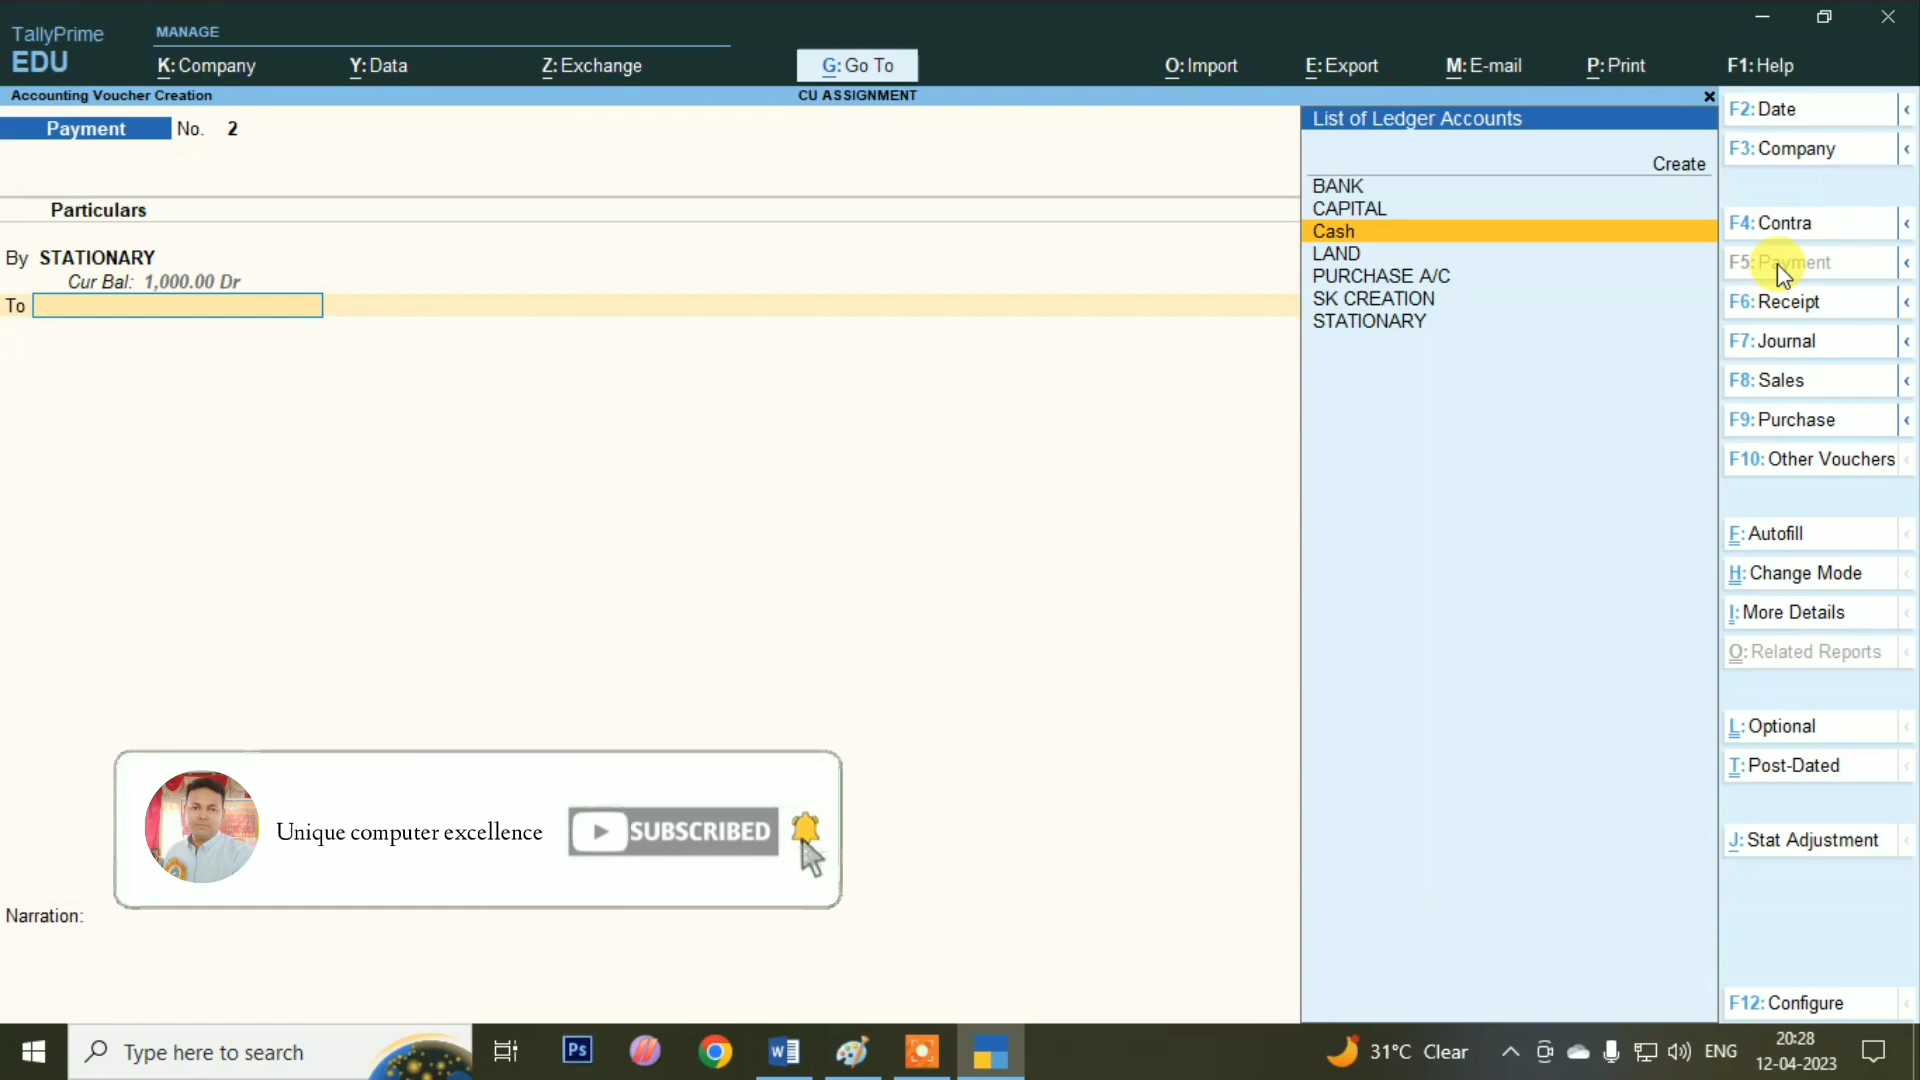 TallyPrime
EDU
MANAGE
K: Company
Y: Data
Z: Exchange
G: Go To
O: Import
E: Export
M: E-mail
P: Print
F1: Help
Accounting Voucher Creation
CU ASSIGNMENT
Payment No. 2
Particulars
By STATIONARY
Cur Bal: 1,000.00 Dr
To
Narration:
List of Ledger Accounts
Create
BANK
CAPITAL
Cash
LAND
PURCHASE A/C
SK CREATION
STATIONARY
F2: Date
F3: Company
F4: Contra
F5: Payment
F6: Receipt
F7: Journal
F8: Sales
F9: Purchase
F10: Other Vouchers
F: Autofill
H: Change Mode
I: More Details
O: Related Reports
L: Optional
T: Post-Dated
J: Stat Adjustment
F12: Configure
Unique computer excellence
SUBSCRIBED
Type here to search
Ps
31°C Clear
ENG
20:28
12-04-2023